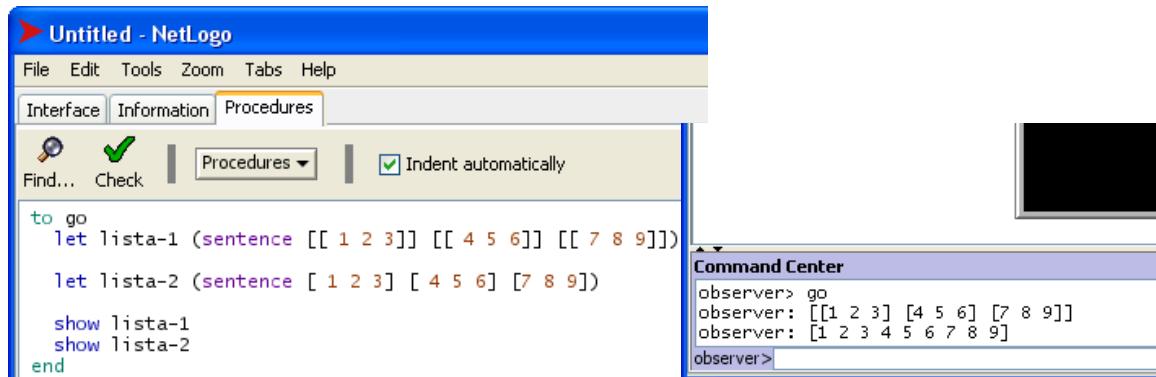 Untitled - NetLogo
File Edit Tools Zoom Tabs Help
Interface Information Procedures
Find... Check Procedures Indent automatically
to go
let lista-1 (sentence [[ 1 2 3]] [[ 4 5 6]] [[ 7 8 9]])
let lista-2 (sentence [ 1 2 3] [ 4 5 6] [7 8 9])
show lista-1
show lista-2
end
Command Center
observer> go
observer: [[1 2 3] [4 5 6] [7 8 9]]
observer: [1 2 3 4 5 6 7 8 9]
observer>